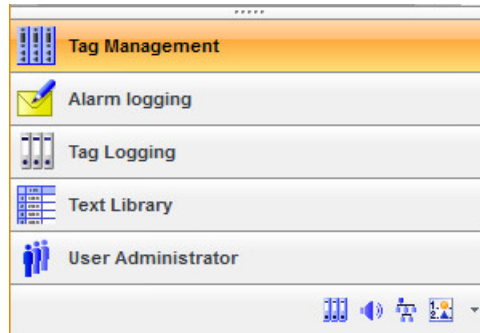 Tag Management
Alarm logging
Tag Logging
Text Library
User Administrator